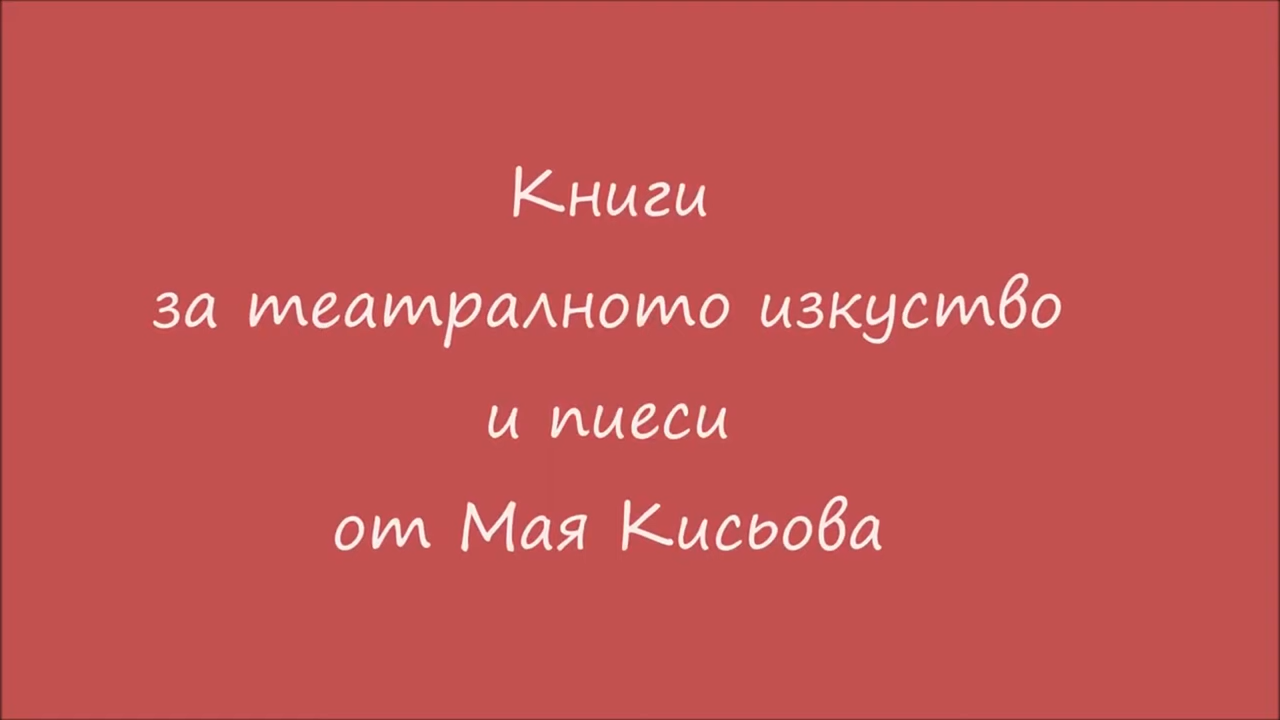 Книги
за театралното изкуство
и пиеси
от Мая Кисьова